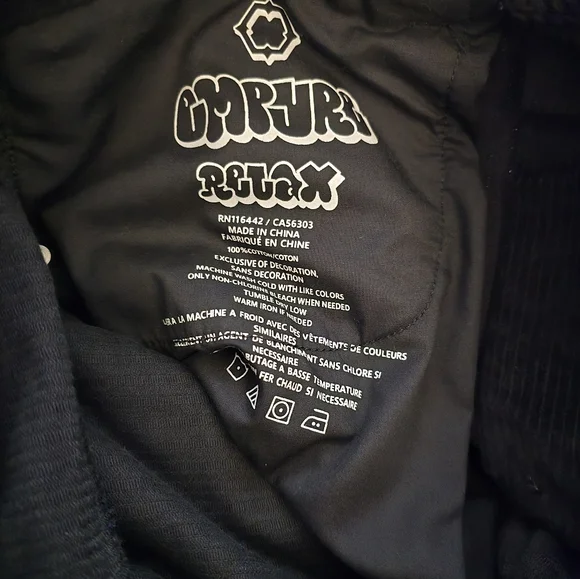 EMPYRE
RELAX
RN116442 / CA56303
MADE IN CHINA
FABRIQUÉ EN CHINE
100%COTTON/COTON
EXCLUSIVE OF DECORATION,
SANS DECORATION
MACHINE WASH COLD WITH LIKE COLORS
ONLY NON-CHLORINE BLEACH WHEN NEEDED
TUMBLE DRY LOW
WARM IRON IF NEEDED
A LA MACHINE A FROID AVEC DES VÊTEMENTS DE COULEURS
SIMILAIRES
UN AGENT DE BLANCHIMANT SANS CHLORE SI
NECESSAIRE
A BASSE TEMPERATURE
FER CHAUD SI NECESSAIRE